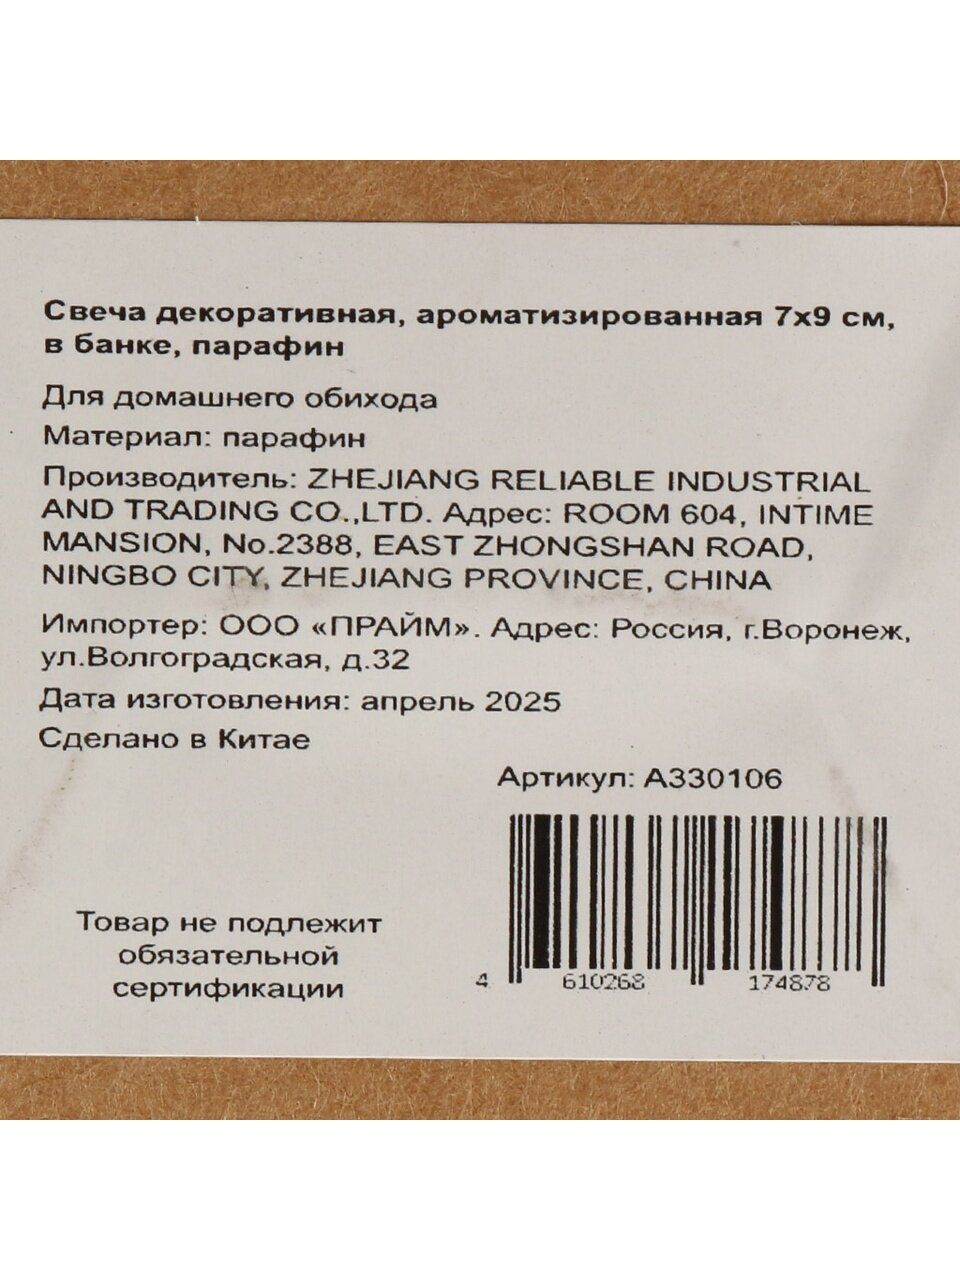 Свеча декоративная, ароматизированная 7х9 см,
в банке, парафин
Для домашнего обихода
Материал: парафин
Производитель: ZHEJIANG RELIABLE INDUSTRIAL
AND TRADING CO.,LTD. Адрес: ROOM 604, INTIME
MANSION, No.2388, EAST ZHONGSHAN ROAD,
NINGBO CITY, ZHEJIANG PROVINCE, CHINA
Импортер: ООО «ПРАЙМ». Адрес: Россия, г.Воронеж,
ул.Волгоградская, д.32
Дата изготовления: апрель 2025
Сделано в Китае
Артикул: А330106
Товар не подлежит
обязательной
сертификации
4 610268 174878